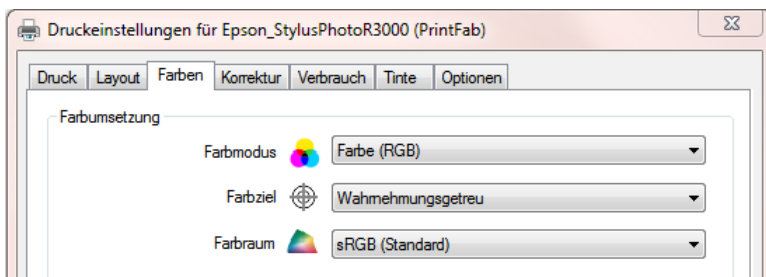 Druckeinstellungen für Epson_StylusPhotoR3000 (PrintFab)
Druck Layout Farben Korrektur Verbrauch Tinte Optionen
Farbumsetzung
Farbmodus Farbe (RGB)
Farbziel Wahrnehmungsgetreu
Farbraum sRGB (Standard)